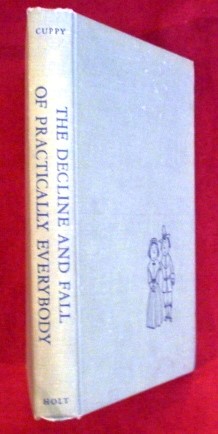 CUPPY
THE DECLINE AND FALL
OF PRACTICALLY EVERYBODY
HOLT